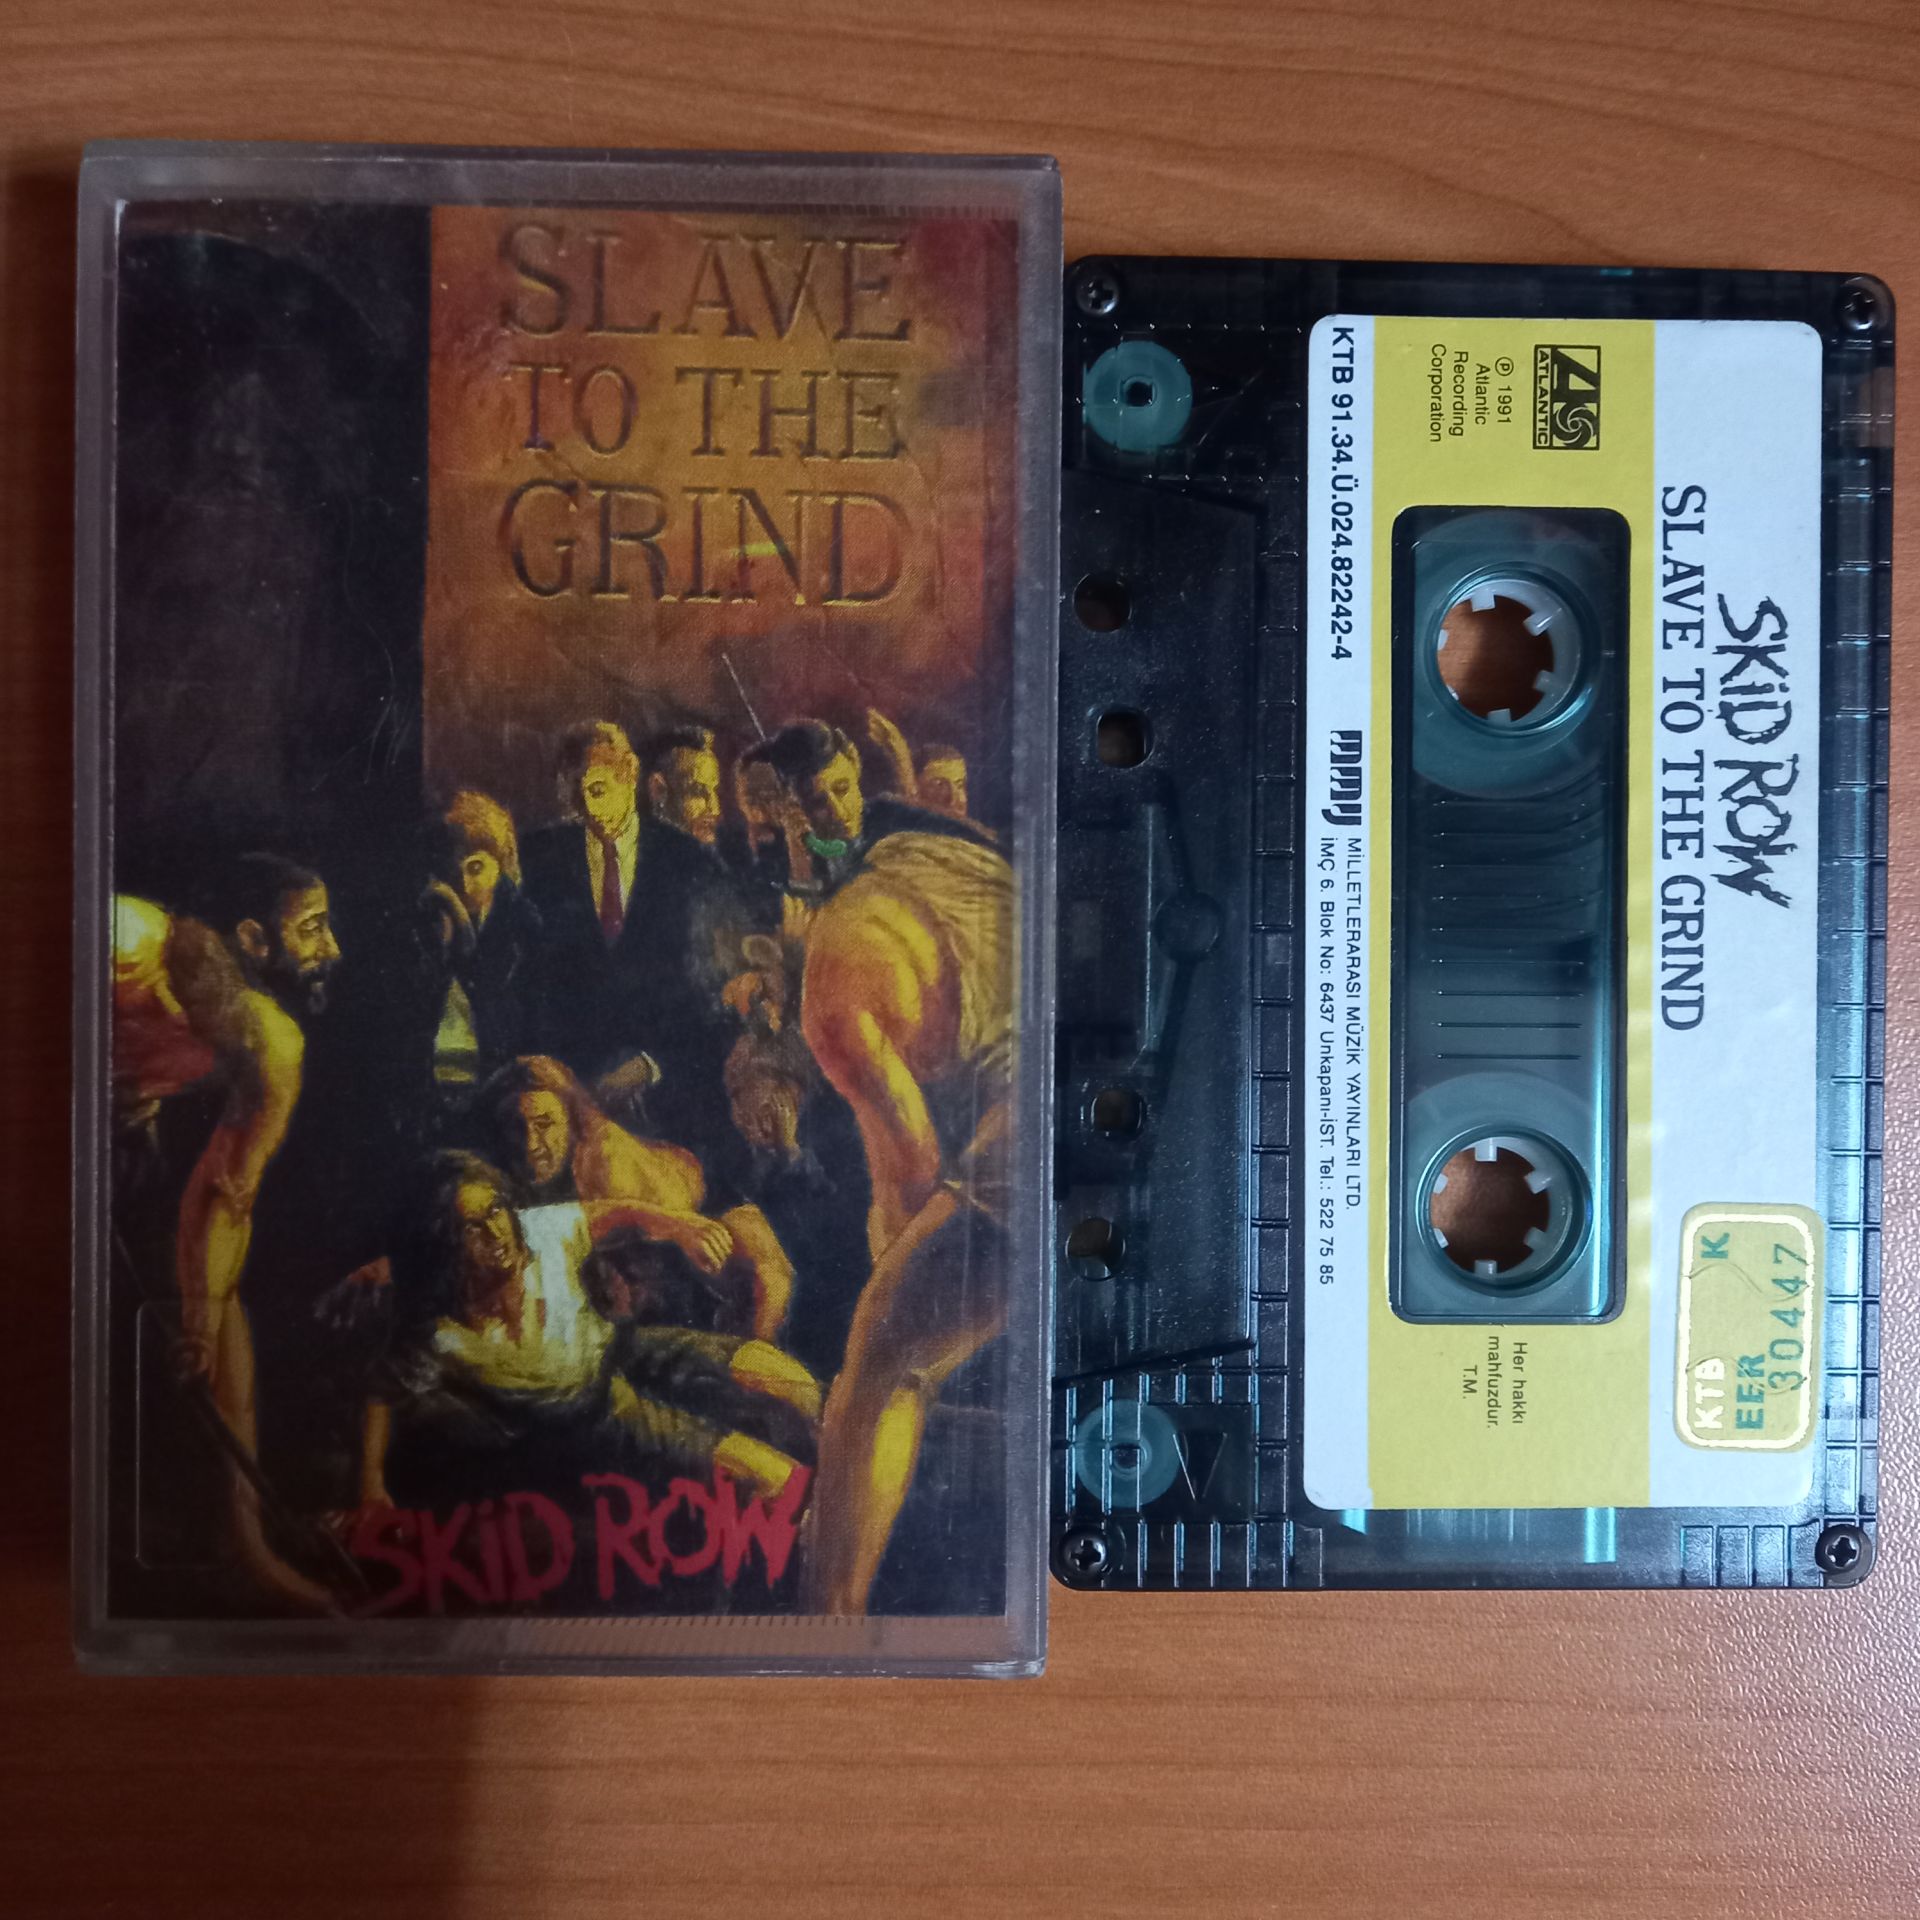 SLAVE
TO THE
GRIND
SKiD ROW
SKiD ROW
SLAVE TO THE GRIND
ATLANTIC
℗ 1991
Atlantic
Recording
Corporation
Her hakkı
mahfuzdur.
T.M.
KTB 91.34.Ü.024.82242-4
MİLLETLERARASI MÜZİK YAYINLARI LTD.
İMÇ 6. Blok No: 6437 Unkapanı-İST. Tel.: 522 75 85
30447
EER
KTB K